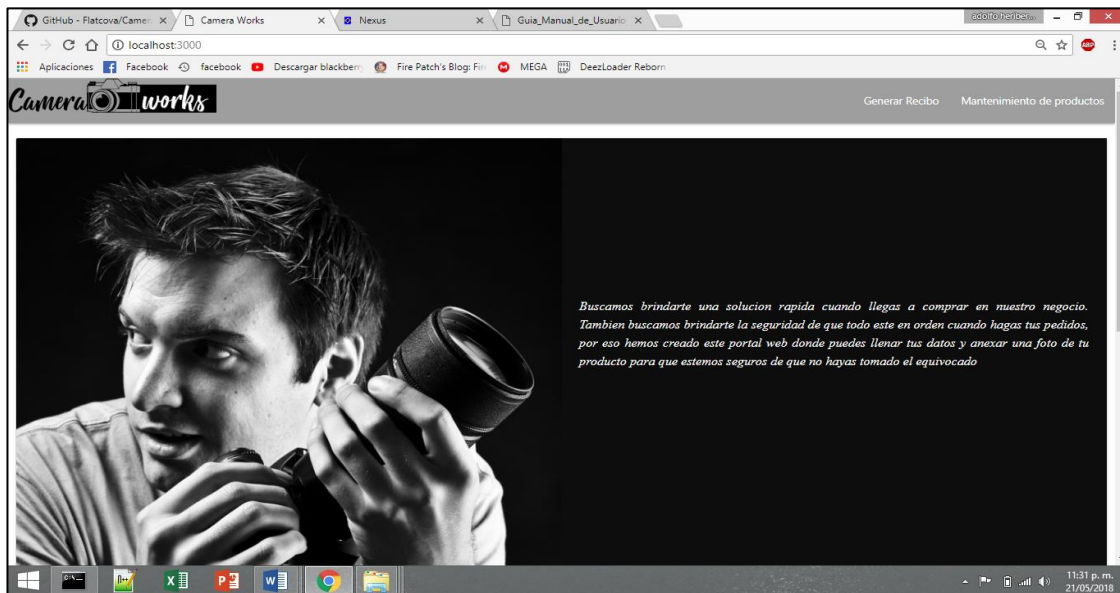 GitHub - Flatcova/Camer
Camera Works
Nexus
Guia_Manual_de_Usuario
localhost:3000
ABP
Aplicaciones
Facebook
facebook
Descargar blackberr
Fire Patch's Blog: Fir
MEGA
DeezLoader Reborn
Camera works
Generar Recibo
Mantenimiento de productos
Buscamos brindarte una solucion rapida cuando llegas a comprar en nuestro negocio.
Tambien buscamos brindarte la seguridad de que todo este en orden cuando hagas tus pedidos,
por eso hemos creado este portal web donde puedes llenar tus datos y anexar una foto de tu
producto para que estemos seguros de que no hayas tomado el equivocado
11:31 p. m.
21/05/2018